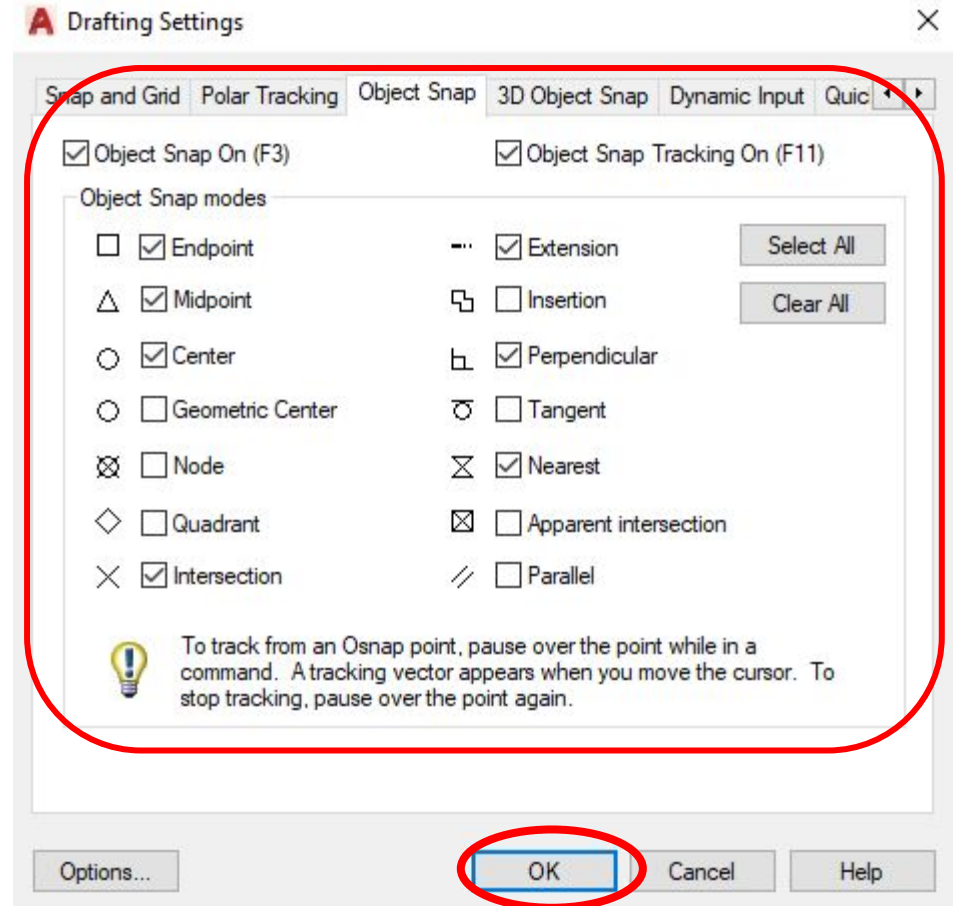 Drafting Settings
Snap and Grid Polar Tracking Object Snap 3D Object Snap Dynamic Input Quic
Object Snap On (F3) Object Snap Tracking On (F11)
Object Snap modes
Endpoint Extension Select All
Midpoint Insertion Clear All
Center Perpendicular
Geometric Center Tangent
Node Nearest
Quadrant Apparent intersection
Intersection Parallel
To track from an Osnap point, pause over the point while in a
command. A tracking vector appears when you move the cursor. To
stop tracking, pause over the point again.
Options... OK Cancel Help